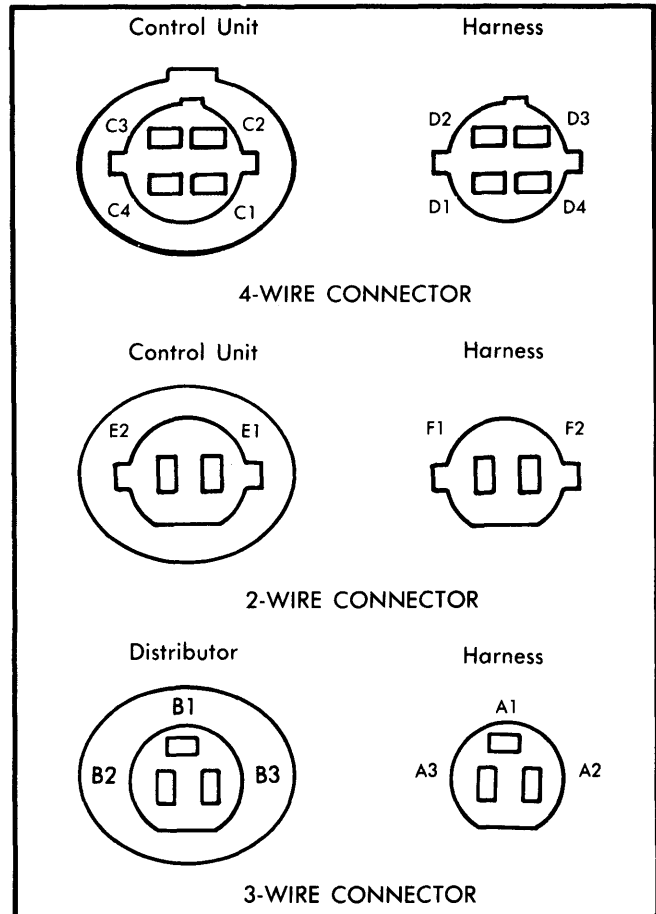 Control Unit Harness
C3 C2 D2 D3
C4 C1 D1 D4
4-WIRE CONNECTOR
Control Unit Harness
E2 E1 F1 F2
2-WIRE CONNECTOR
Distributor Harness
B1 A1
B2 B3 A3 A2
3-WIRE CONNECTOR